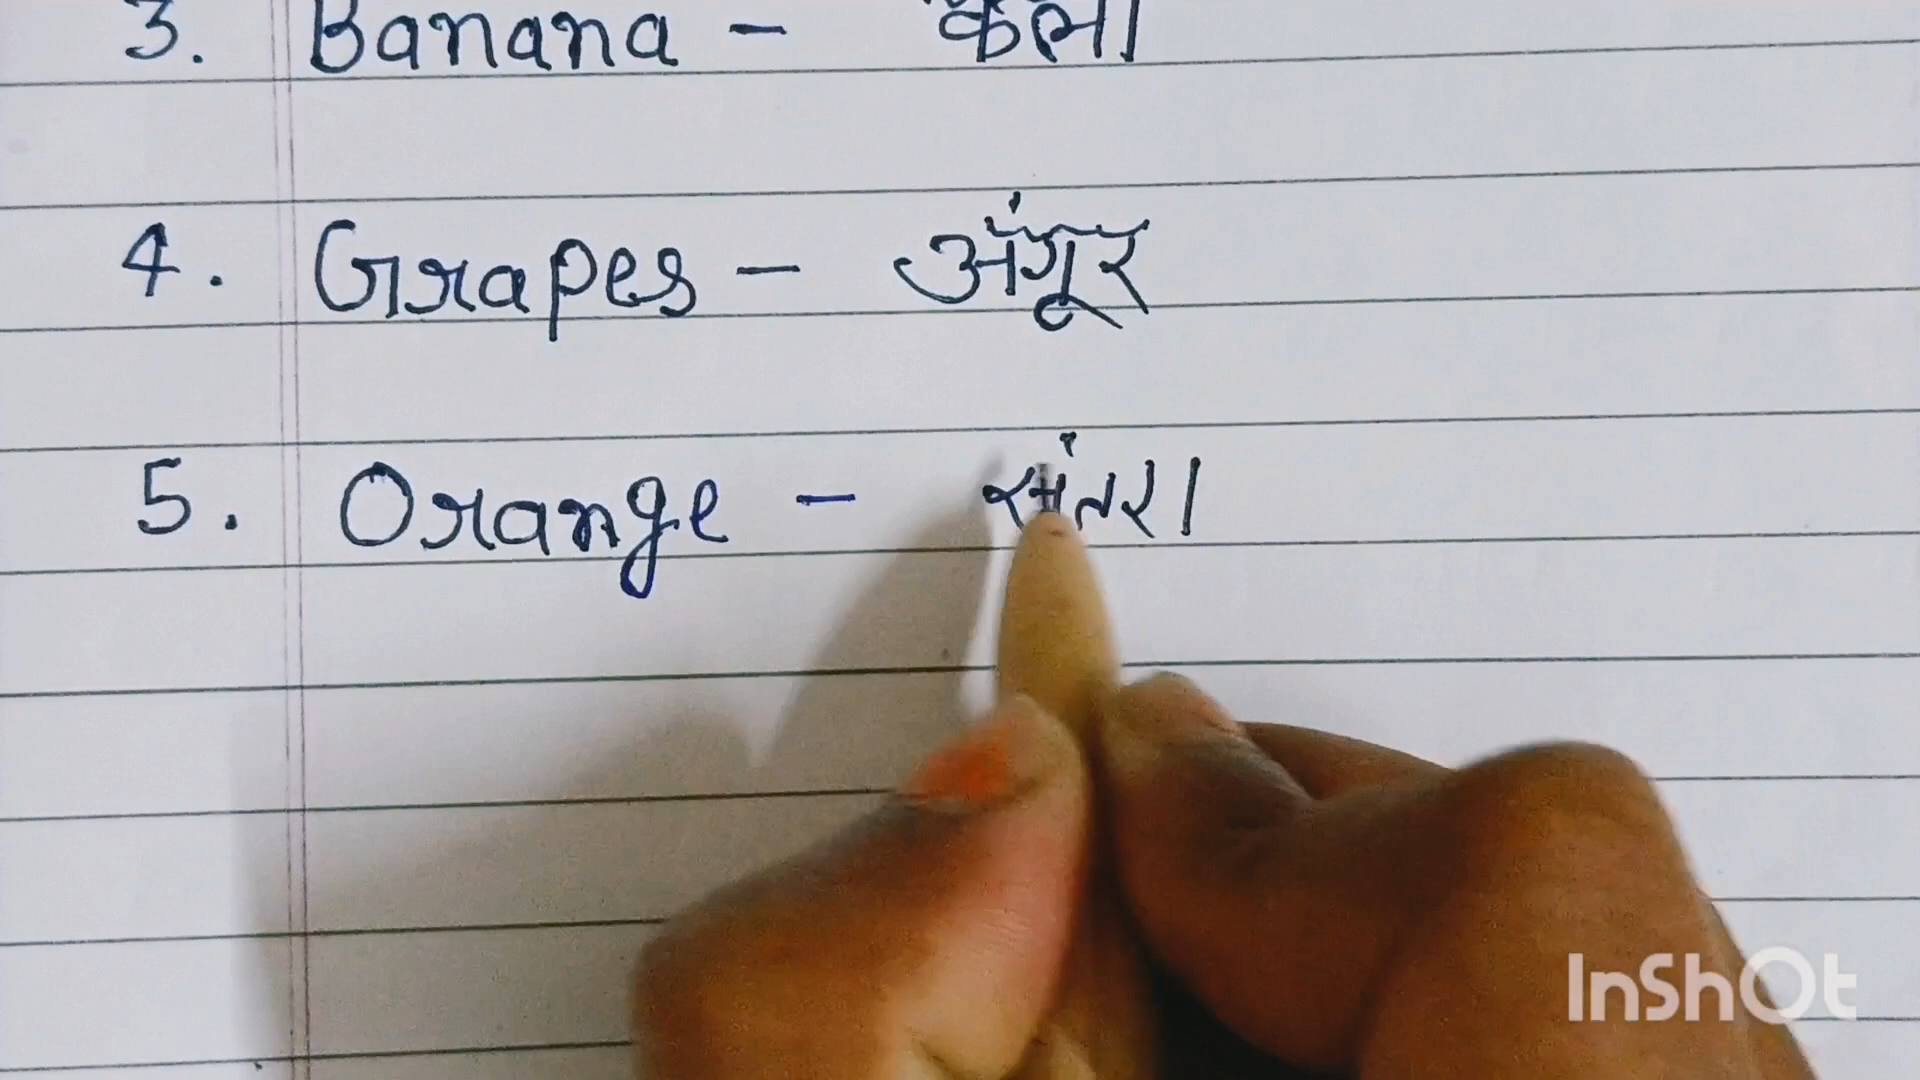 3. Banana - केला
4. Grapes - अंगूर
5. Orange - संतरा
InShOt